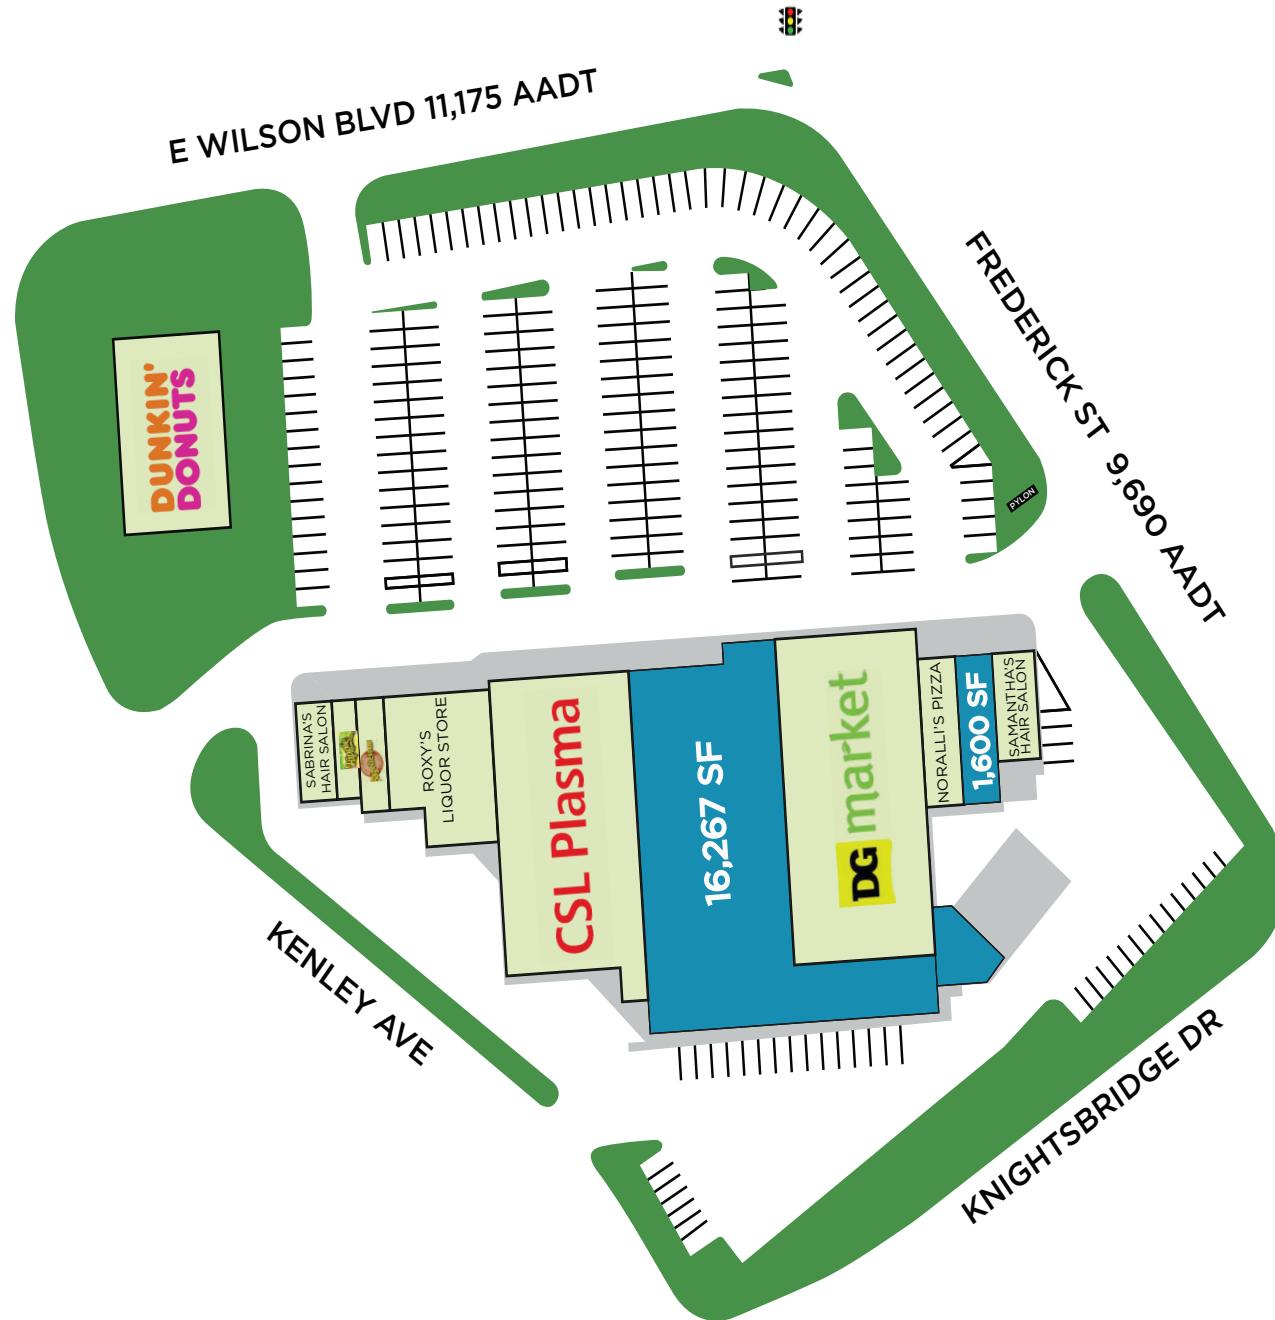 E WILSON BLVD 11,175 AADT
FREDERICK ST 9,690 AADT
DUNKIN'
DONUTS
PYLON
SABRINA'S
HAIR SALON
ROXY'S
LIQUOR STORE
CSL Plasma
16,267 SF
DG market
NORALLI'S PIZZA
1,600 SF
SAMANTHA'S
HAIR SALON
KENLEY AVE
KNIGHTSBRIDGE DR